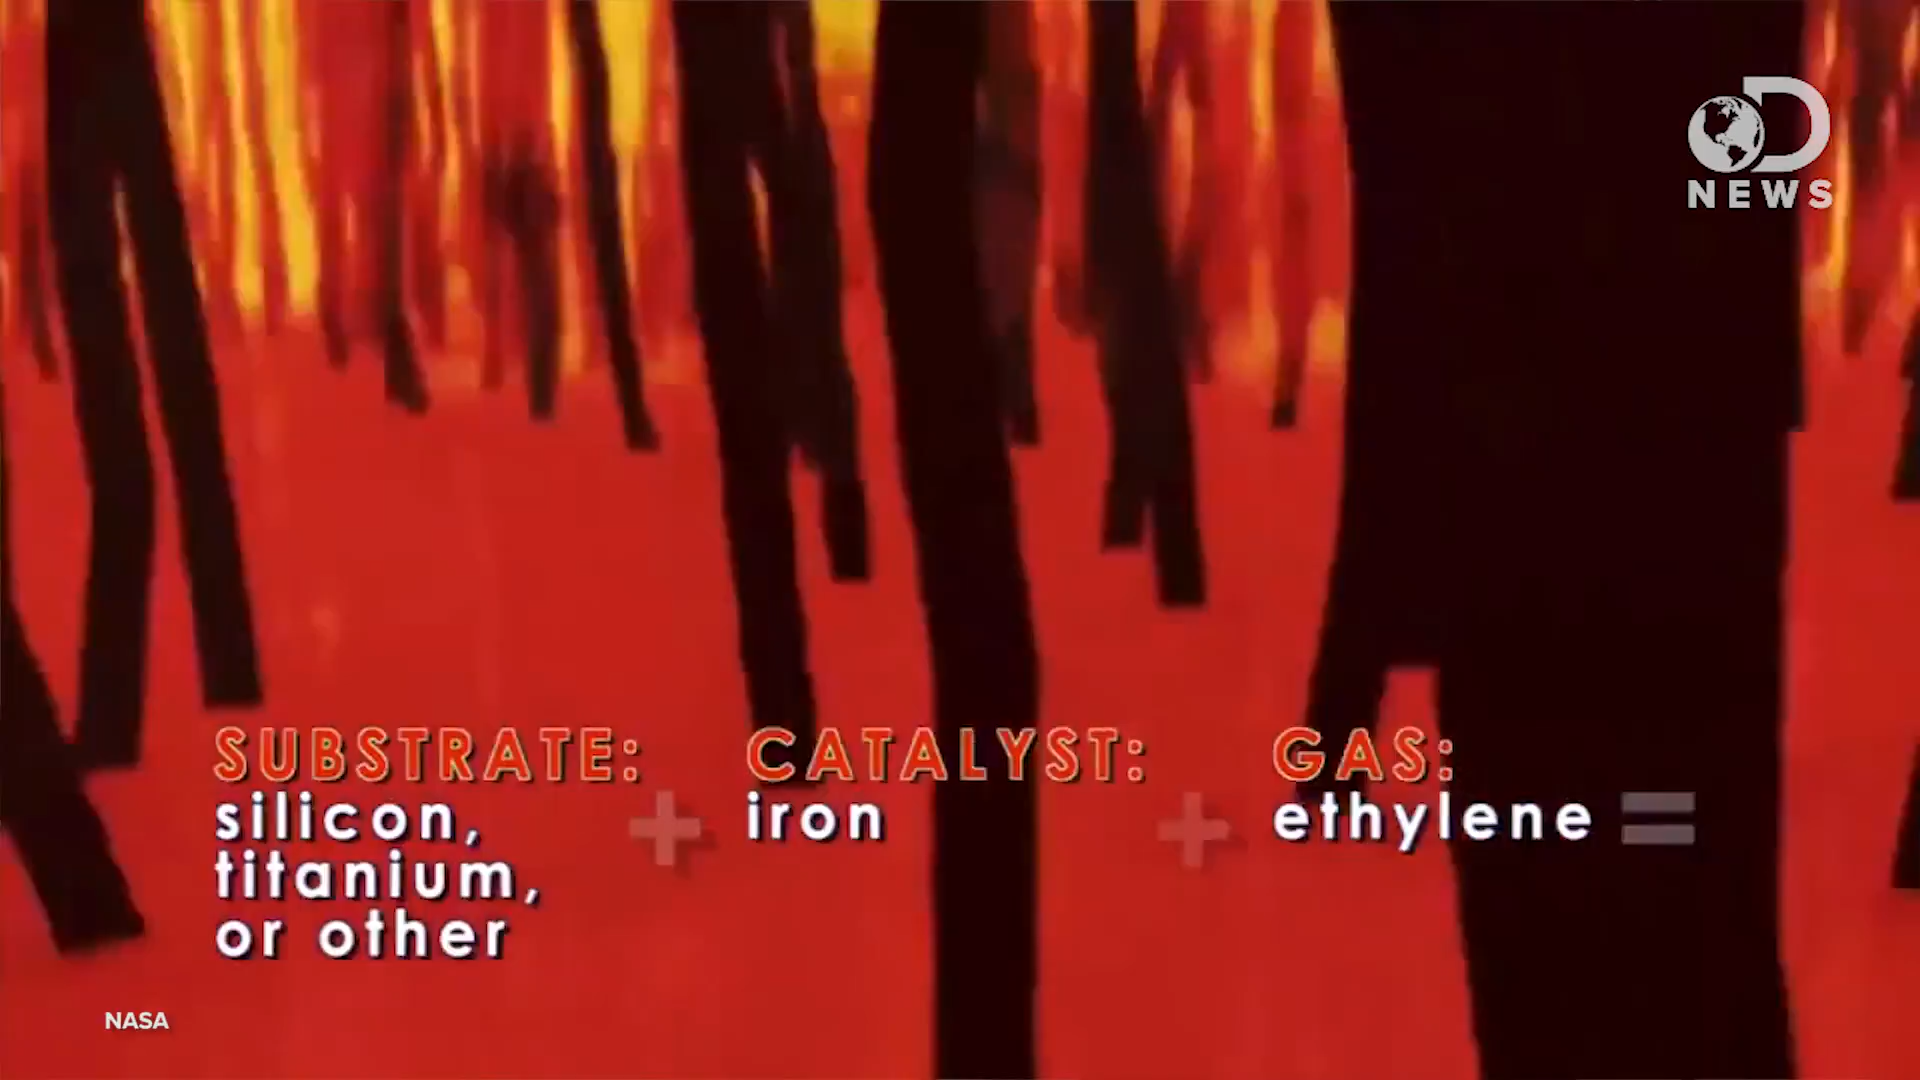 D
NEWS
SUBSTRATE:
silicon,
titanium,
or other
+
CATALYST:
iron
+
GAS:
ethylene =
NASA